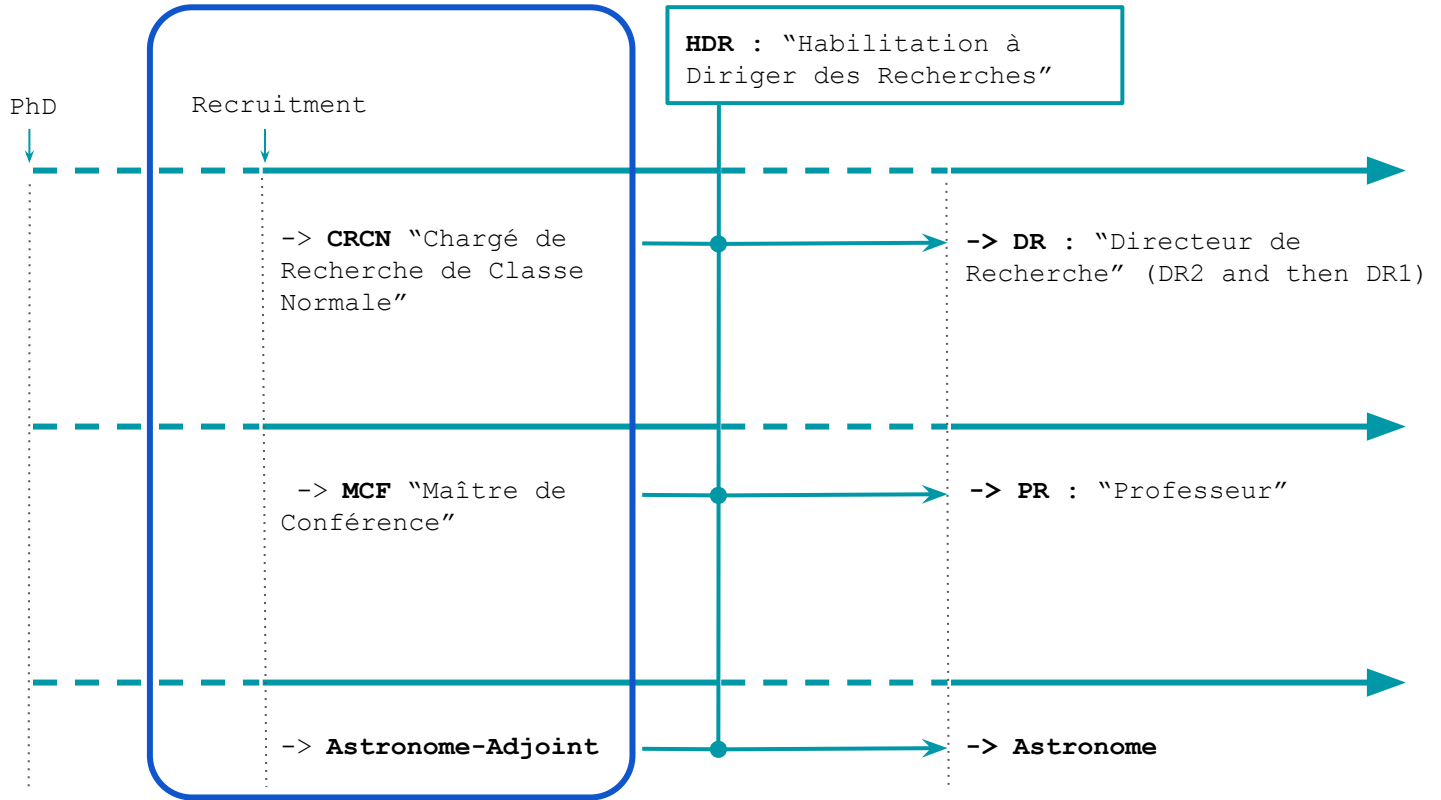 HDR : “Habilitation à
Diriger des Recherches”
PhD
Recruitment
-> CRCN “Chargé de
Recherche de Classe
Normale”
-> DR : “Directeur de
Recherche” (DR2 and then DR1)
-> MCF “Maître de
Conférence”
-> PR : “Professeur”
-> Astronome-Adjoint
-> Astronome